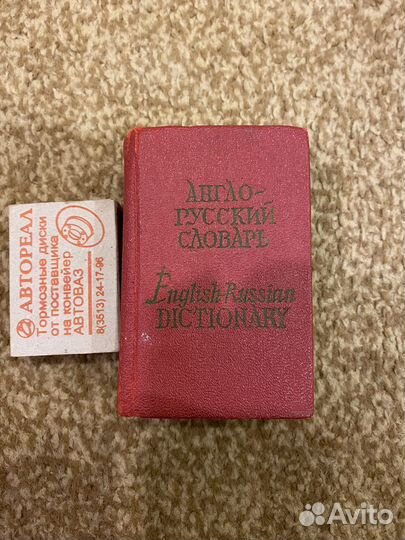 АВТОРЕАЛ
Тормозные диски
от поставщика
на конвейер
АВТОВАЗ
8(3513) 24-17-96
АНГЛО-
РУССКИЙ
СЛОВАРЬ
English-Russian
DICTIONARY
Avito